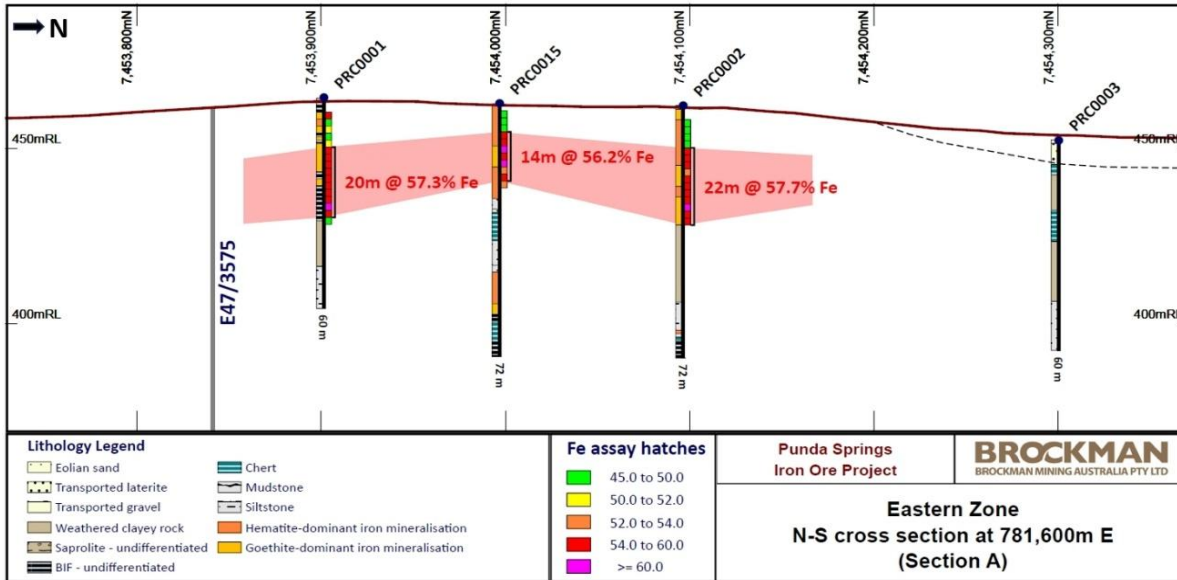 N
7,453,800mN
7,453,900mN
7,454,000mN
7,454,100mN
7,454,200mN
7,454,300mN
PRC0001
PRC0015
PRC0002
PRC0003
450mRL
450mRL
14m @ 56.2% Fe
20m @ 57.3% Fe
22m @ 57.7% Fe
E47/3575
400mRL
400mRL
60 m
72 m
72 m
60 m
Lithology Legend
Eolian sand
Transported laterite
Transported gravel
Weathered clayey rock
Saprolite - undifferentiated
BIF - undifferentiated
Chert
Mudstone
Siltstone
Hematite-dominant iron mineralisation
Goethite-dominant iron mineralisation
Fe assay hatches
45.0 to 50.0
50.0 to 52.0
52.0 to 54.0
54.0 to 60.0
>= 60.0
Punda Springs
Iron Ore Project
BROCKMAN
BROCKMAN MINING AUSTRALIA PTY LTD
Eastern Zone
N-S cross section at 781,600m E
(Section A)